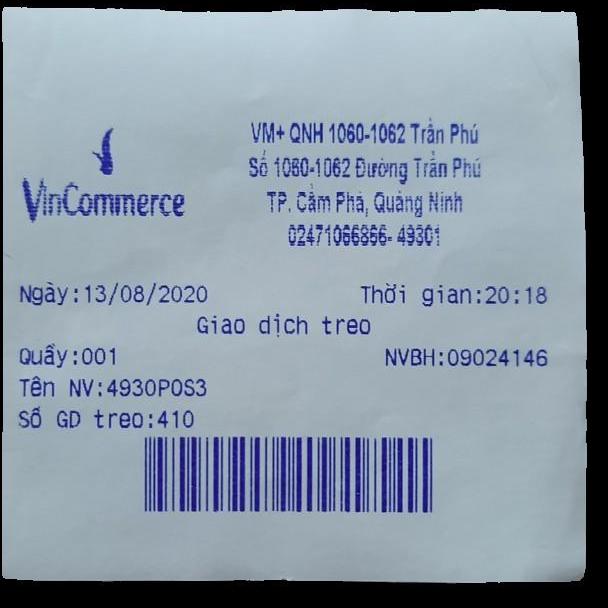 VinCommerce
VM+ QNH 1060-1062 Trần Phú
Số 1060-1062 Đường Trần Phú
TP. Cẩm Phả, Quảng Ninh
02471066866- 49301
Ngày:13/08/2020 Thời gian:20:18
Giao dịch treo
Quầy:001 NVBH:09024146
Tên NV:4930POS3
Số GD treo:410